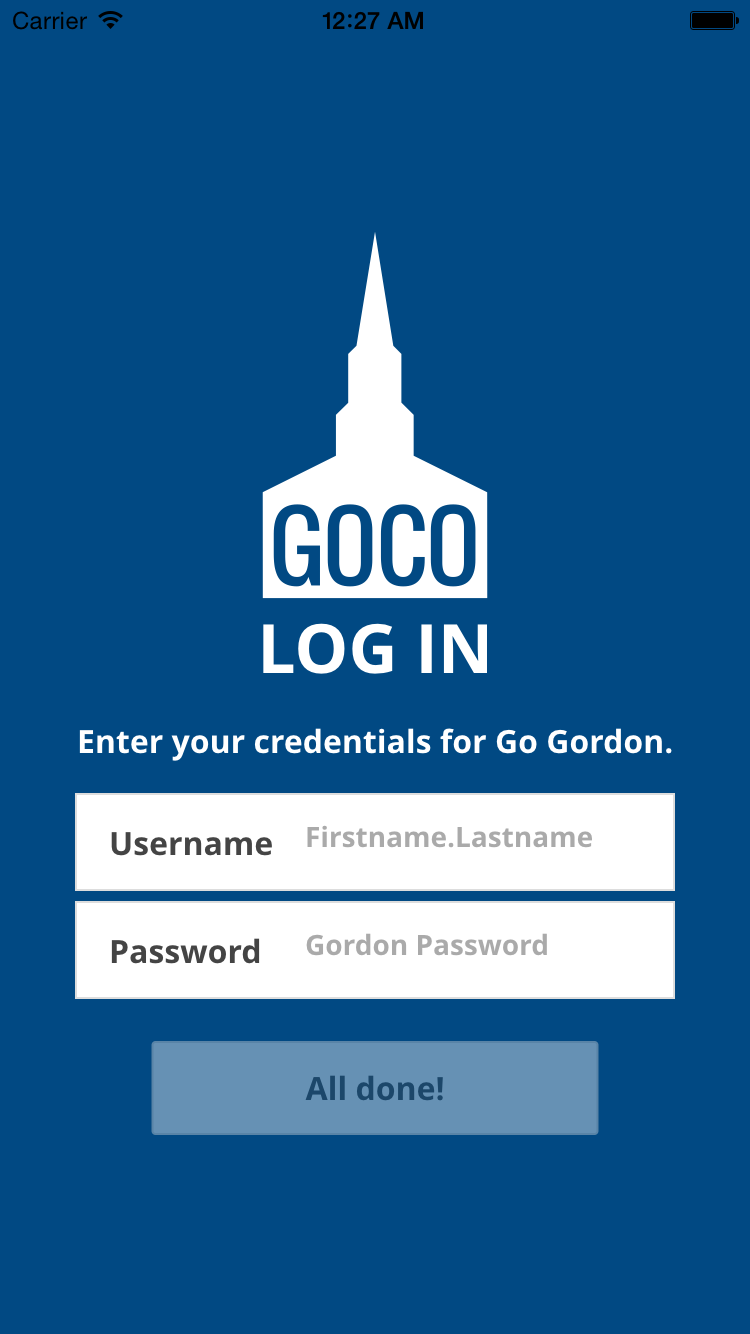 Carrier 12:27 AM
GOCO
LOG IN
Enter your credentials for Go Gordon.
Username Firstname.Lastname
Password Gordon Password
All done!